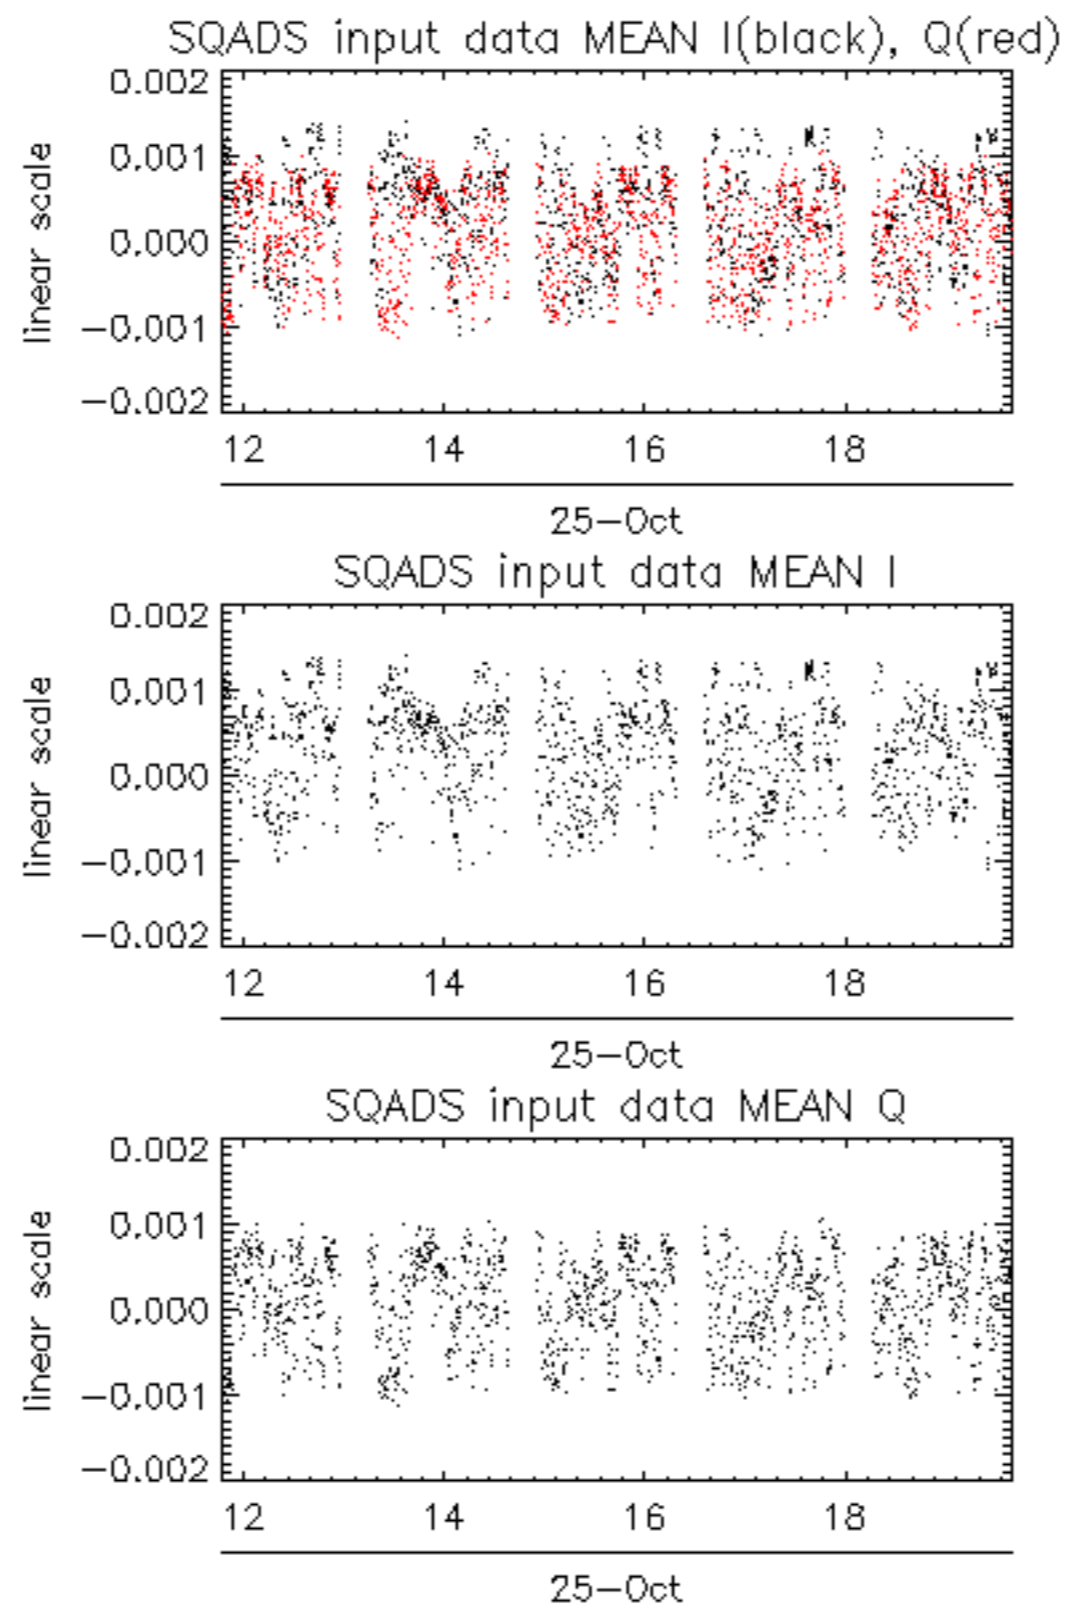 SQADS input data MEAN I(black), Q(red)
0.002
0.001
0.000
−0.001
−0.002
linear scale
12 14 16 18
25−Oct
SQADS input data MEAN I
0.002
0.001
0.000
−0.001
−0.002
linear scale
12 14 16 18
25−Oct
SQADS input data MEAN Q
0.002
0.001
0.000
−0.001
−0.002
linear scale
12 14 16 18
25−Oct